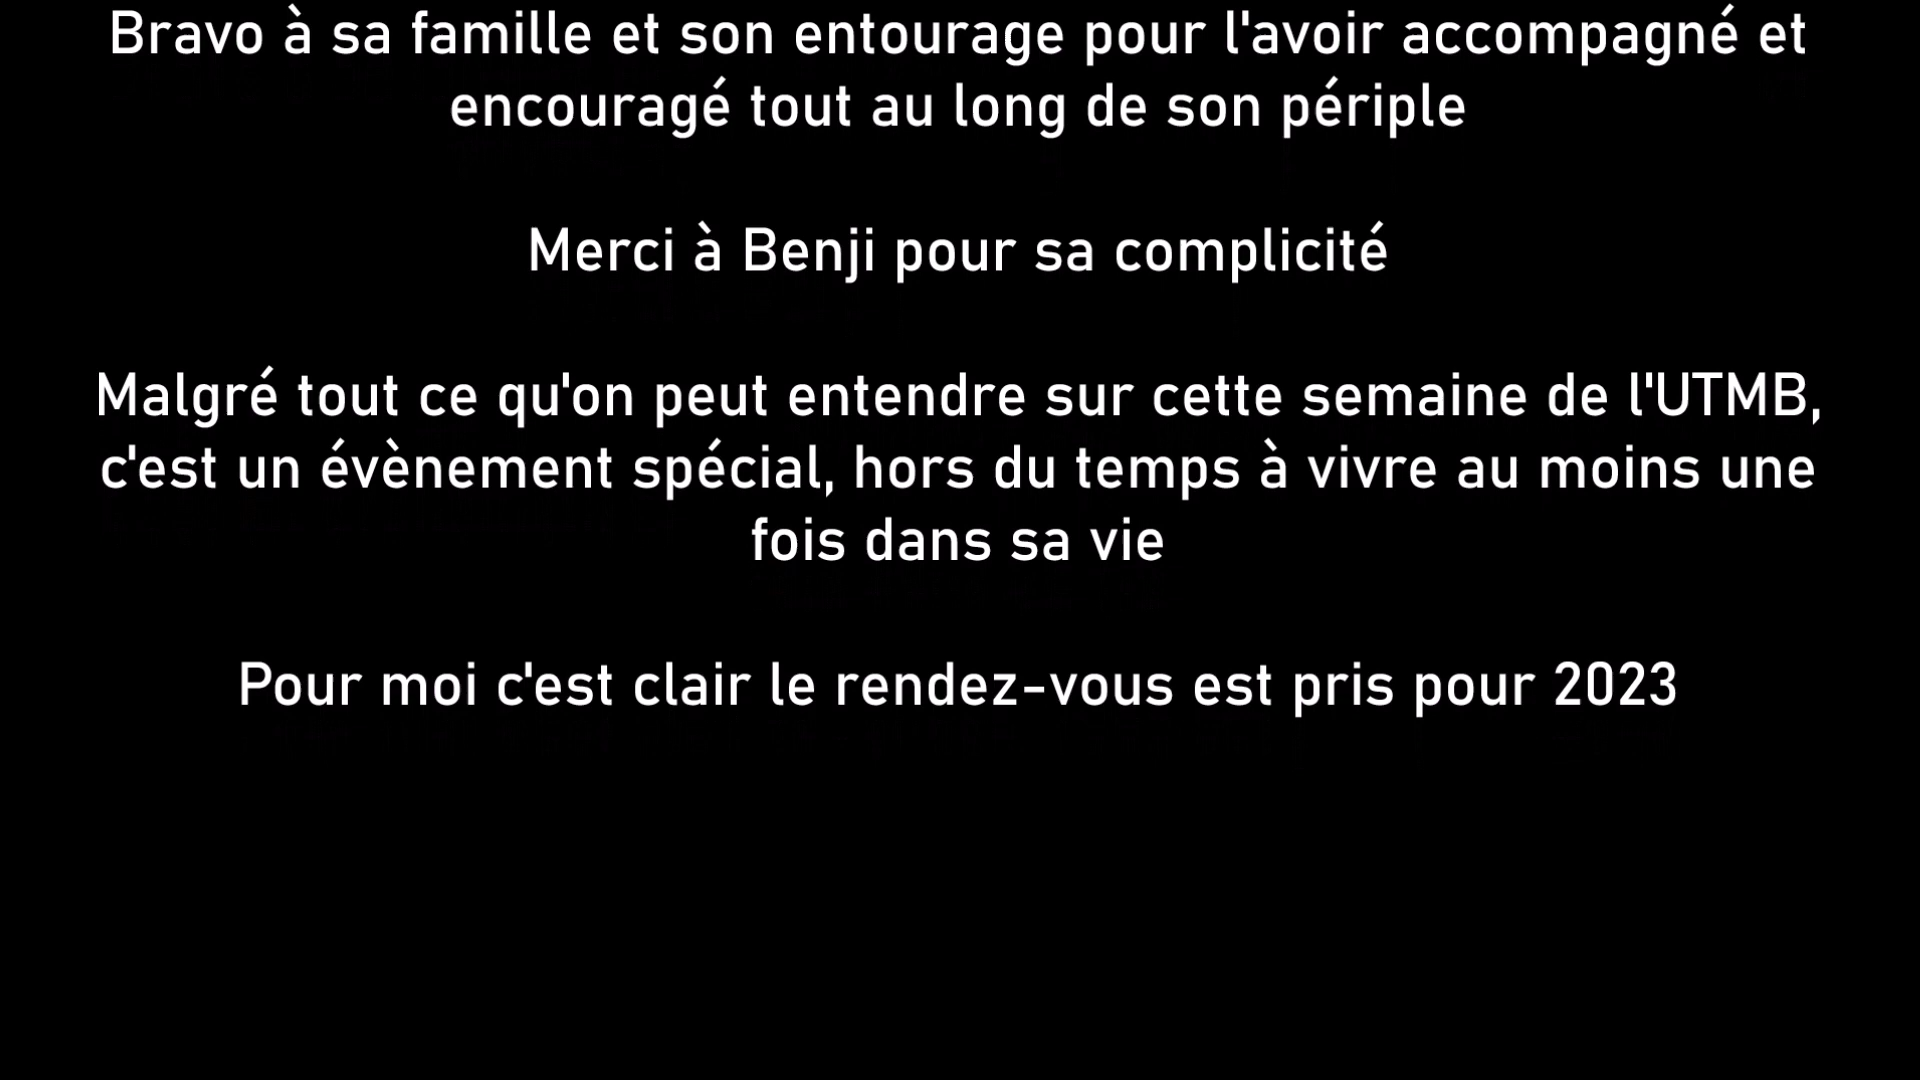 Bravo à sa famille et son entourage pour l'avoir accompagné et
encouragé tout au long de son périple
Merci à Benji pour sa complicité
Malgré tout ce qu'on peut entendre sur cette semaine de l'UTMB,
c'est un évènement spécial, hors du temps à vivre au moins une
fois dans sa vie
Pour moi c'est clair le rendez-vous est pris pour 2023